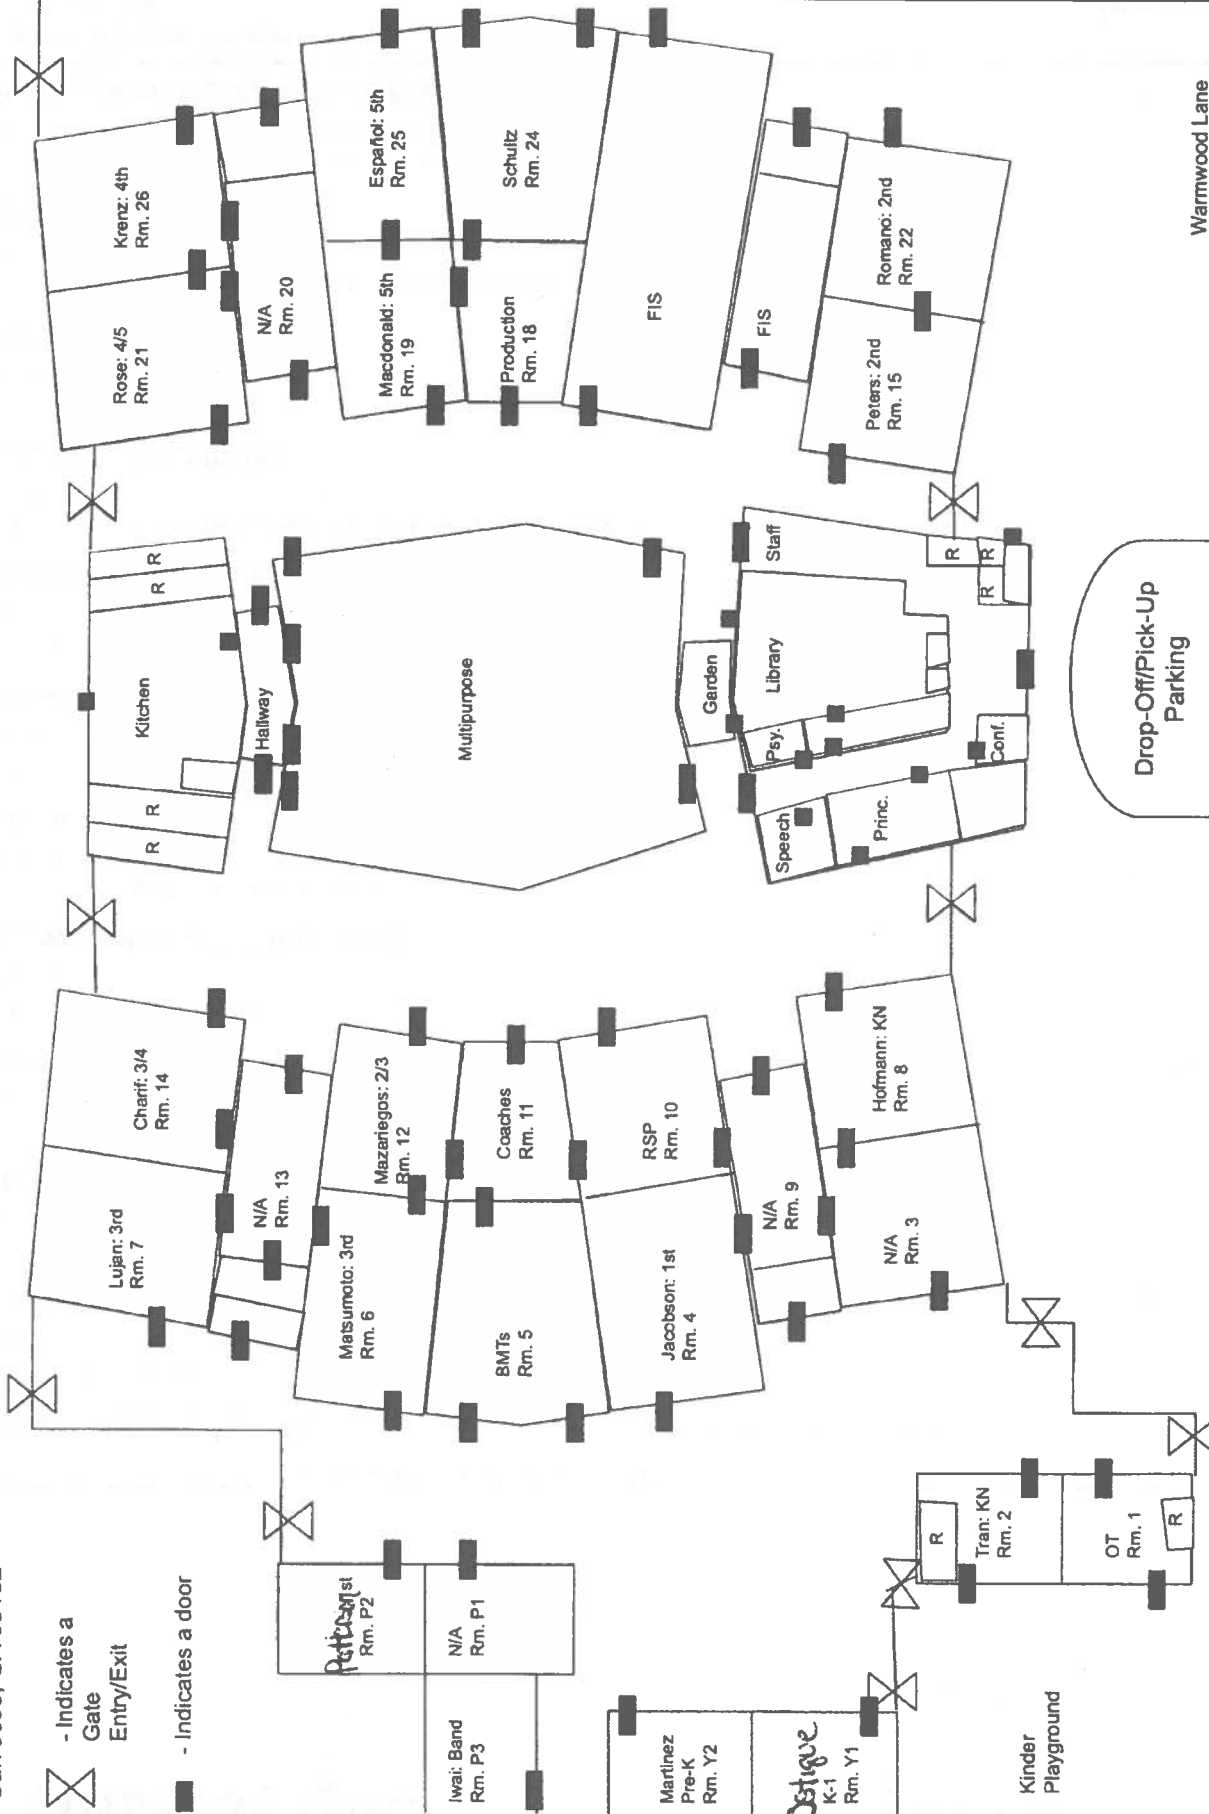 - Indicates a
Gate
Entry/Exit
- Indicates a door
Lujan: 3rd
Rm. 7
Charif: 3/4
Rm. 14
R
R
Kitchen
R
R
Rose: 4/5
Rm. 21
Krenz: 4th
Rm. 26
N/A
Rm. 13
Hallway
N/A
Rm. 20
Rm. P2
N/A
Rm. P1
Iwai: Band
Rm. P3
Matsumoto: 3rd
Rm. 6
Mazariegos: 2/3
Rm. 12
Macdonald: 5th
Rm. 19
Español: 5th
Rm. 25
BMTs
Rm. 5
Coaches
Rm. 11
Multipurpose
Production
Rm. 18
Schultz
Rm. 24
Jacobson: 1st
Rm. 4
RSP
Rm. 10
FIS
Garden
N/A
Rm. 9
FIS
Psy.
Library
Staff
Speech
Princ.
Conf.
R
R
R
N/A
Rm. 3
Hofmann: KN
Rm. 8
Peters: 2nd
Rm. 15
Romano: 2nd
Rm. 22
Martinez
Pre-K
Rm. Y2
K-1
Rm. Y1
R
Tran: KN
Rm. 2
OT
Rm. 1
R
Kinder
Playground
Drop-Off/Pick-Up
Parking
Warmwood Lane